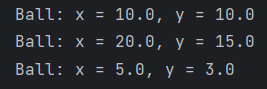 Ball: x = 10.0, y = 10.0
Ball: x = 20.0, y = 15.0
Ball: x = 5.0, y = 3.0